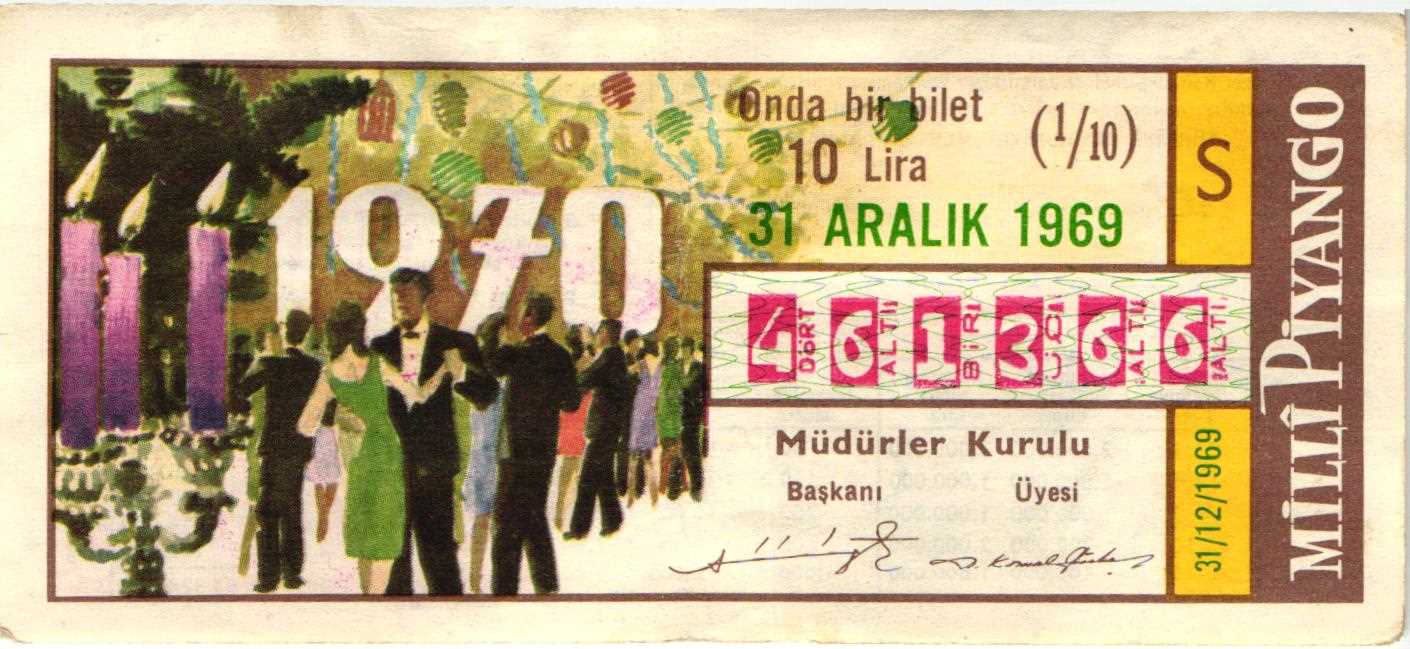 1970
Onda bir bilet
10 Lira
(1/10)
S
31 ARALIK 1969
4 DÖRT 6 ALTI 1 BİR 3 ÜÇ 6 ALTI 6 ALTI
Müdürler Kurulu
Başkanı Üyesi
31/12/1969
MİLLÎ PİYANGO